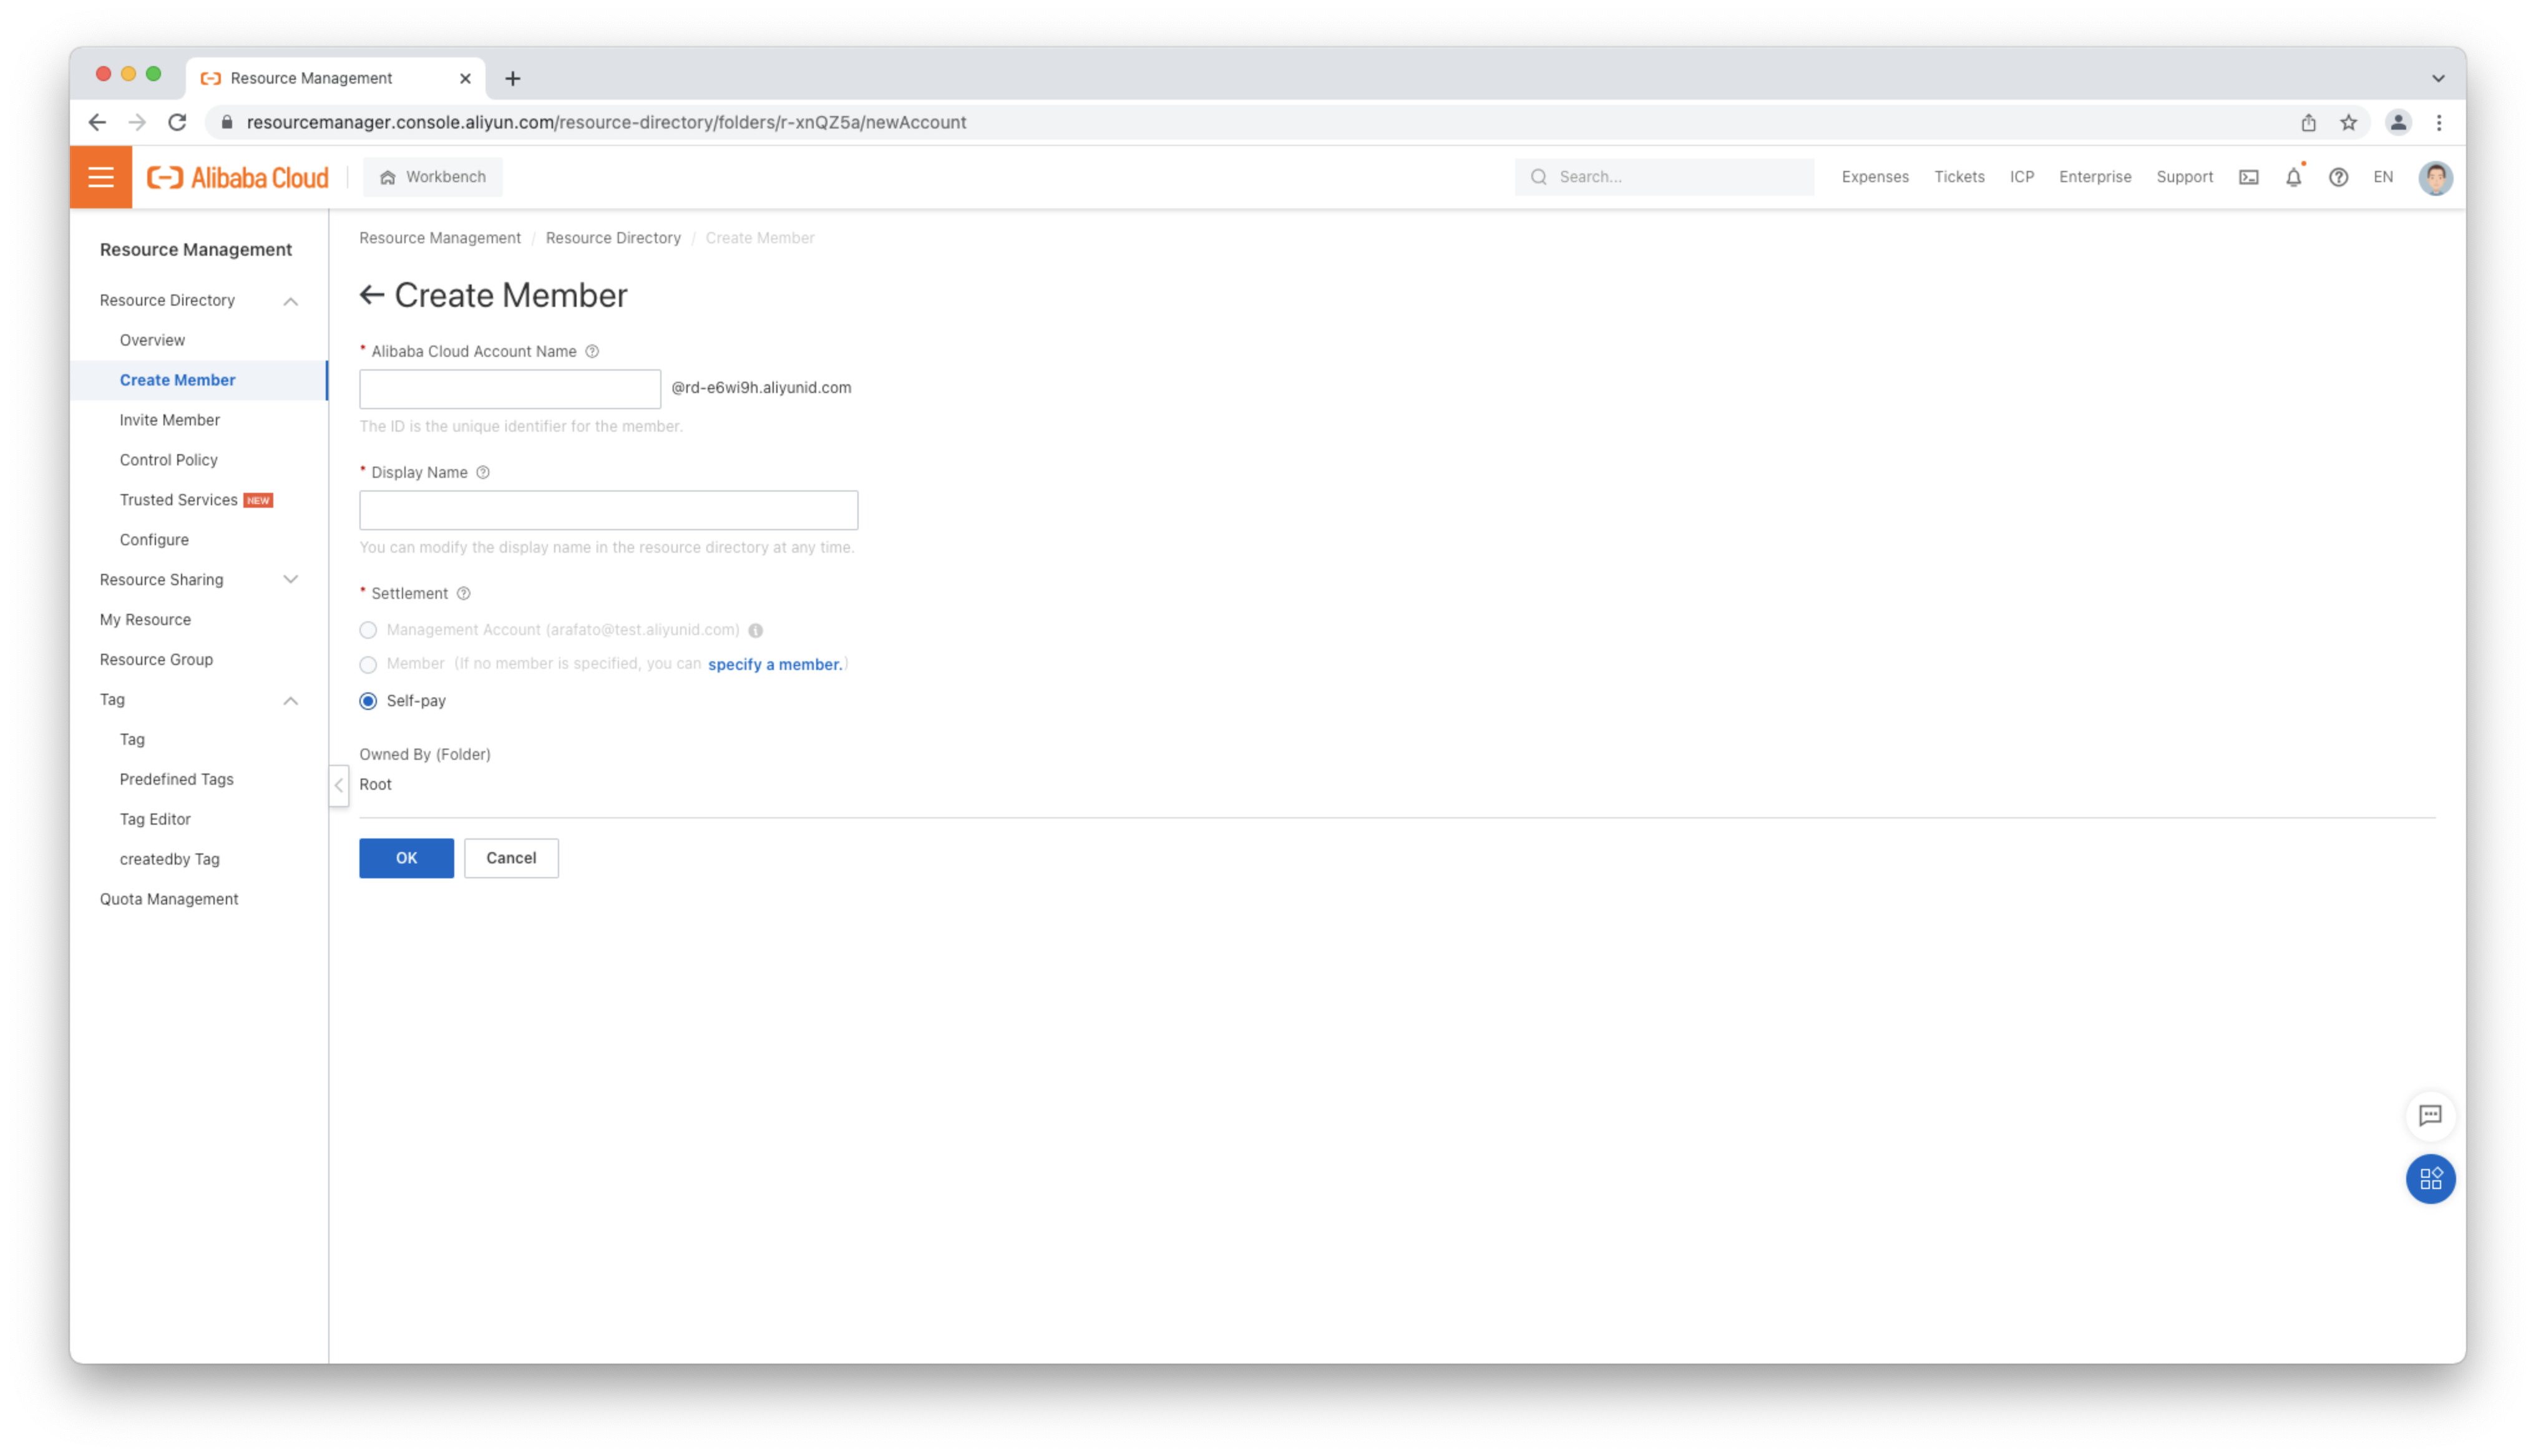 Resource Management
resourcemanager.console.aliyun.com/resource-directory/folders/r-xnQZ5a/newAccount
Alibaba Cloud
Workbench
Search...
Expenses
Tickets
ICP
Enterprise
Support
EN
Resource Management
Resource Directory
Overview
Create Member
Invite Member
Control Policy
Trusted Services NEW
Configure
Resource Sharing
My Resource
Resource Group
Tag
Tag
Predefined Tags
Tag Editor
createdby Tag
Quota Management
Resource Management / Resource Directory / Create Member
Create Member
* Alibaba Cloud Account Name
@rd-e6wi9h.aliyunid.com
The ID is the unique identifier for the member.
* Display Name
You can modify the display name in the resource directory at any time.
* Settlement
Management Account (arafato@test.aliyunid.com)
Member (If no member is specified, you can specify a member.)
Self-pay
Owned By (Folder)
Root
OK
Cancel